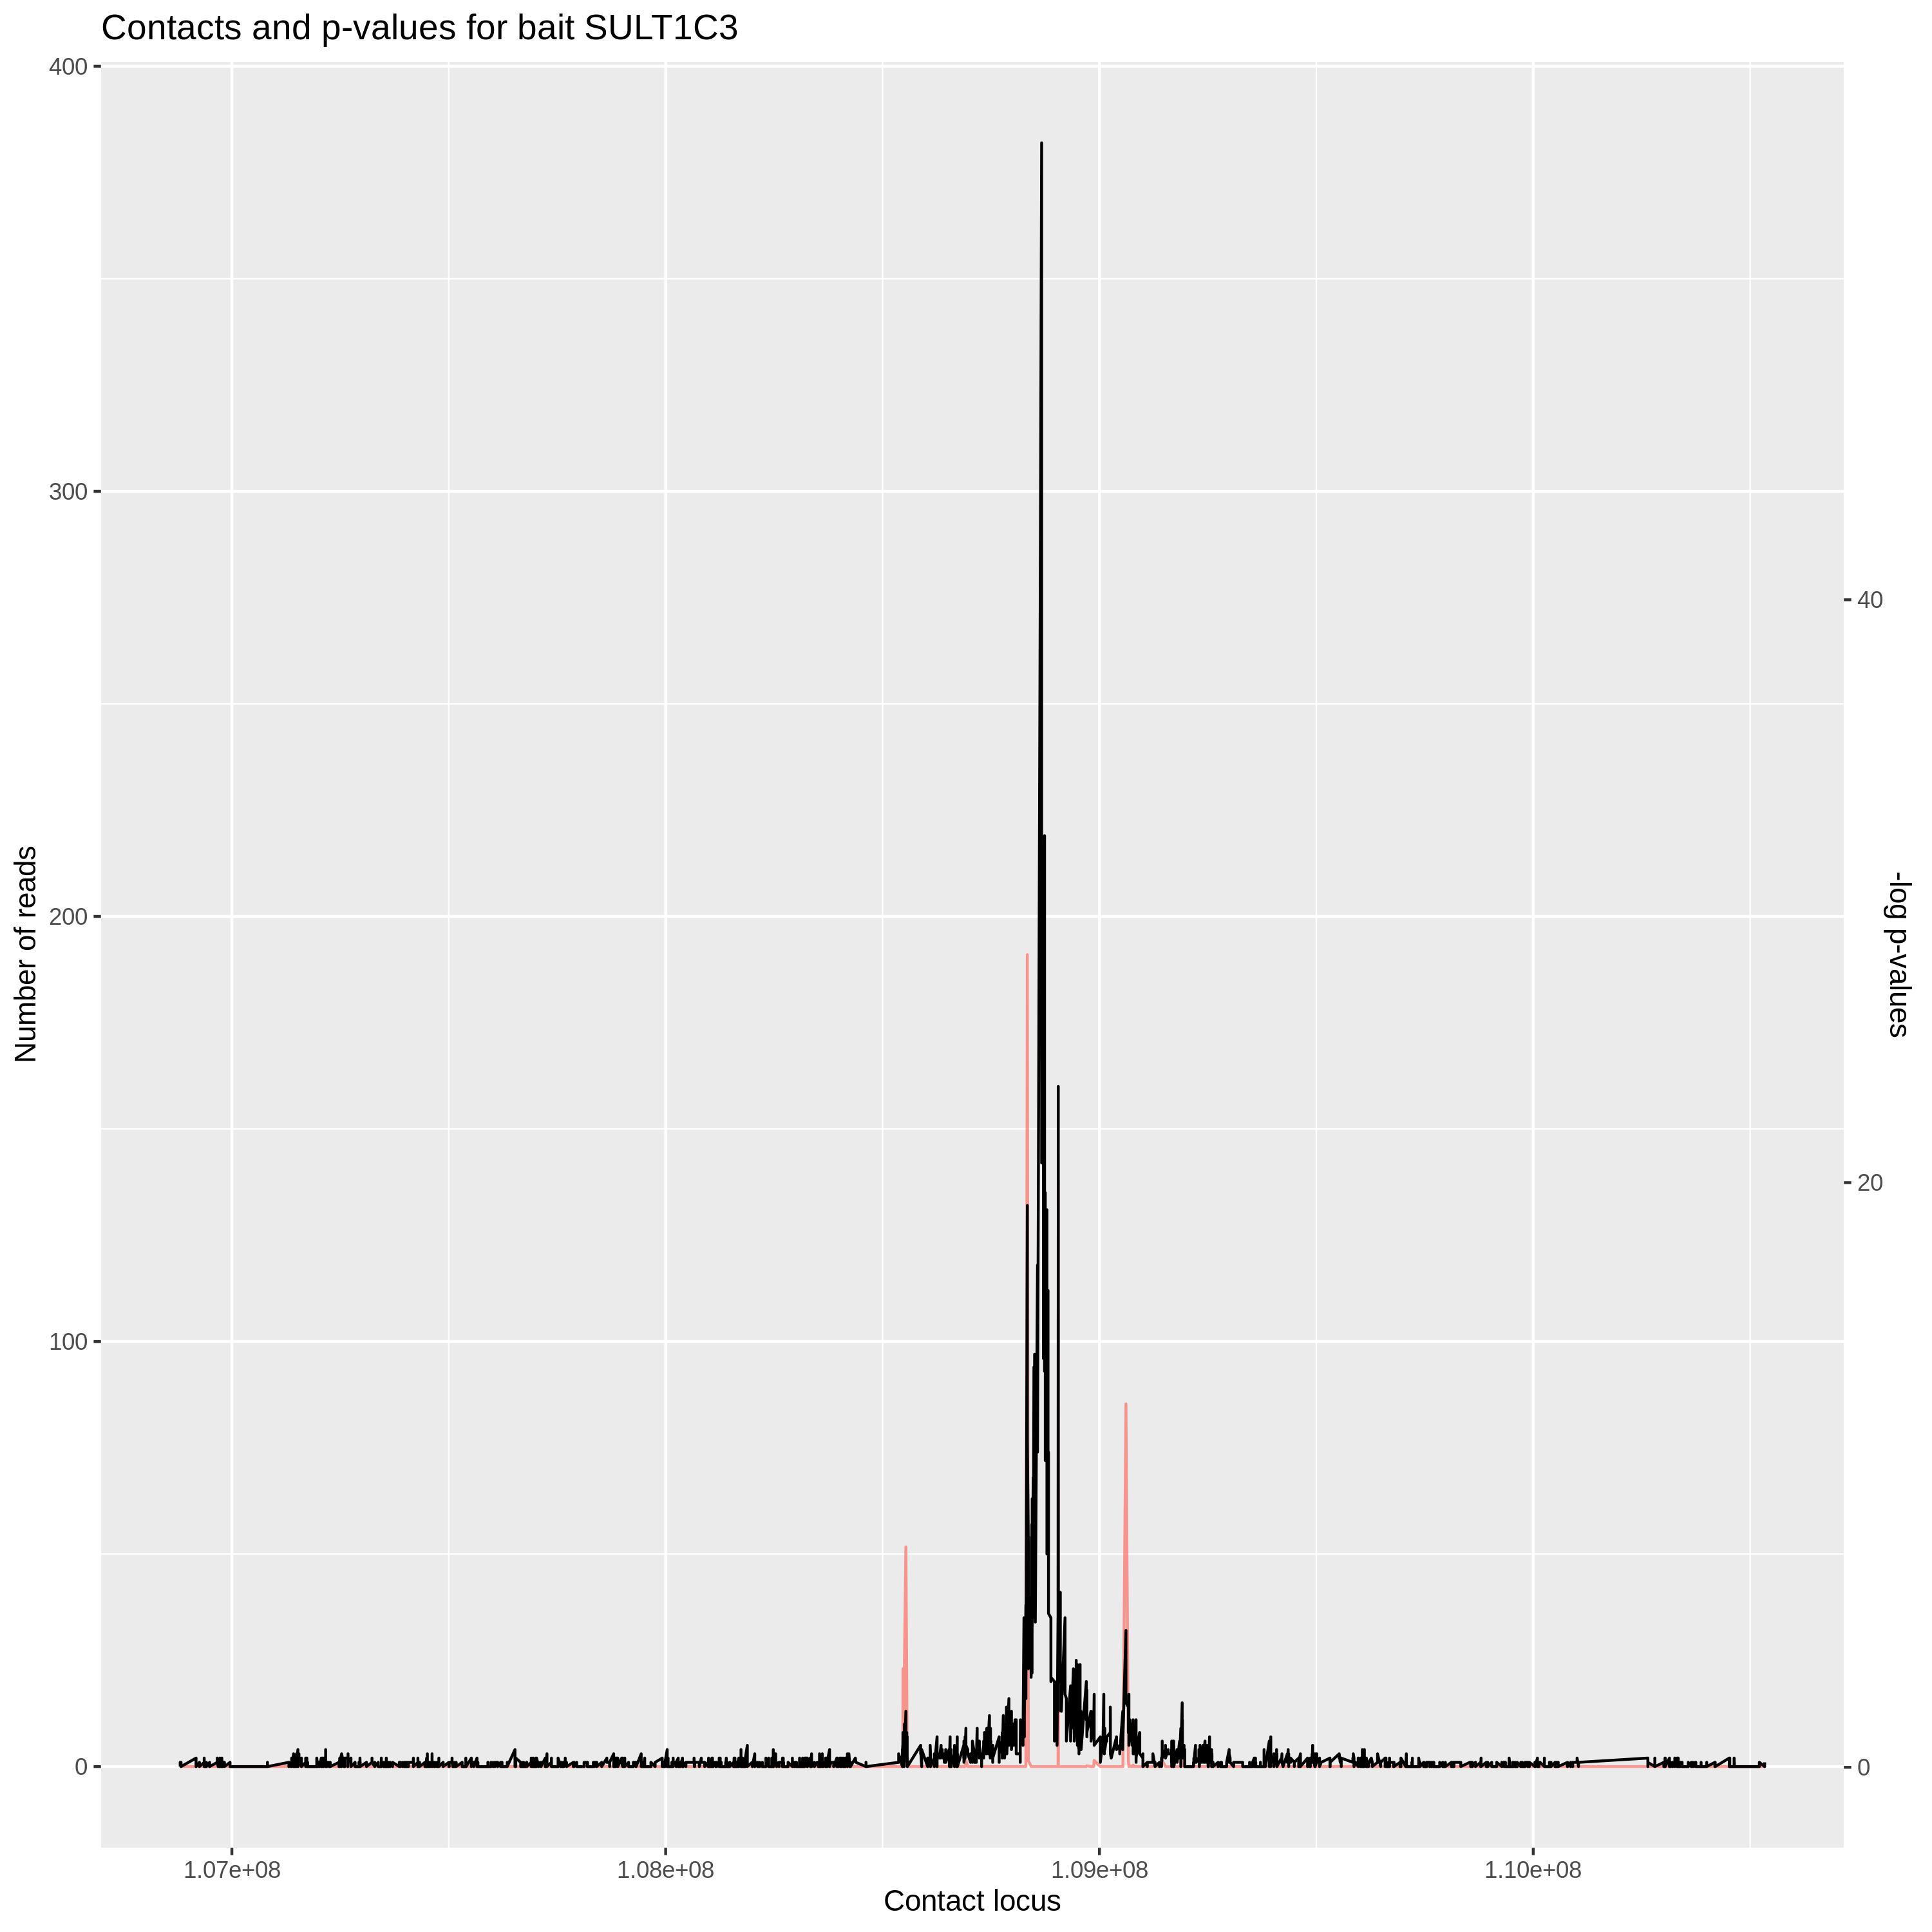 Contacts and p-values for bait SULT1C3
400
300
200
100
0
Number of reads
40
20
0
-log p-values
1.07e+08
1.08e+08
1.09e+08
1.10e+08
Contact locus